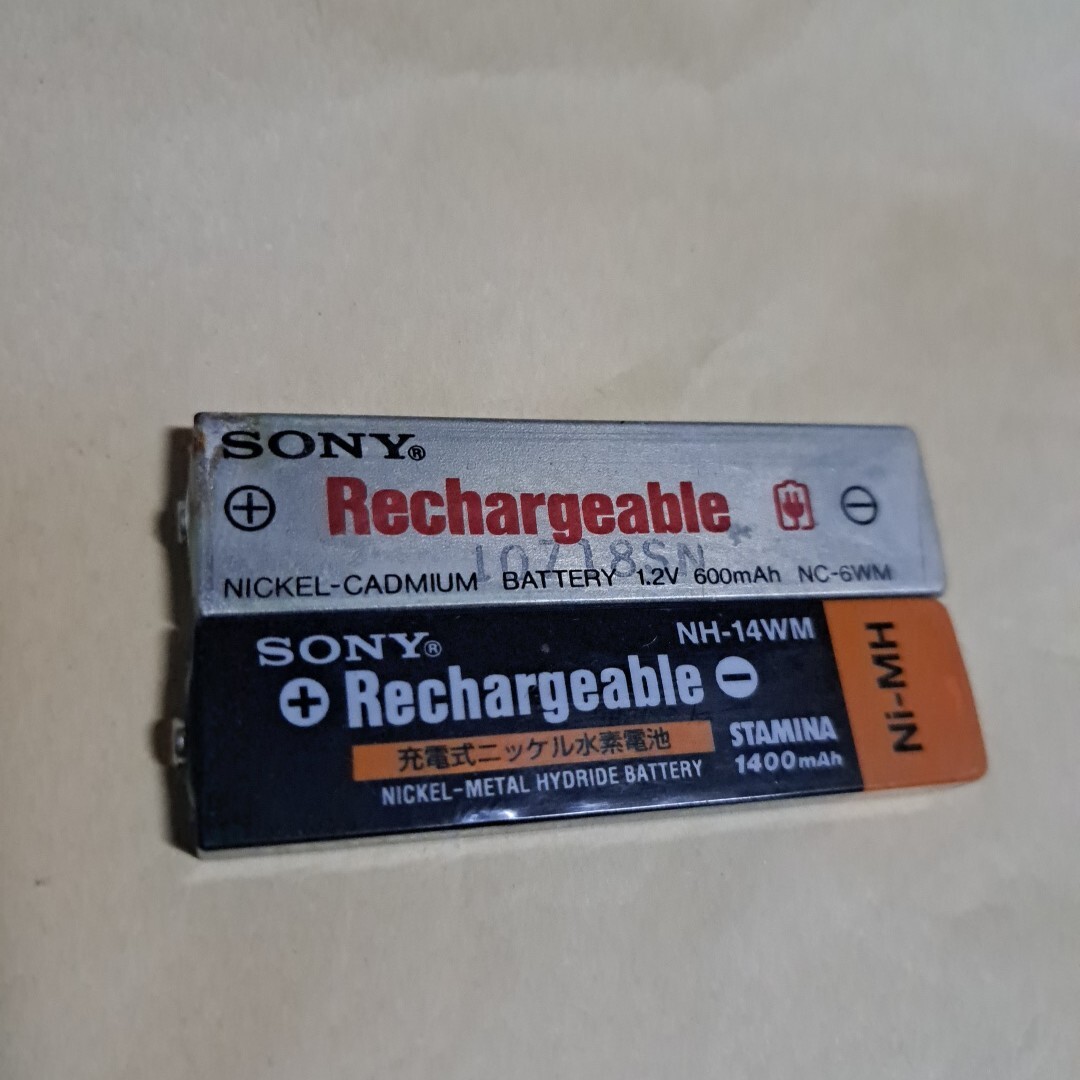 SONY®
+ Rechargeable -
10718SN *
NICKEL-CADMIUM BATTERY 1.2V 600mAh NC-6WM
SONY® NH-14WM
+ Rechargeable -
充電式ニッケル水素電池 STAMINA
NICKEL-METAL HYDRIDE BATTERY 1400mAh
Ni-MH